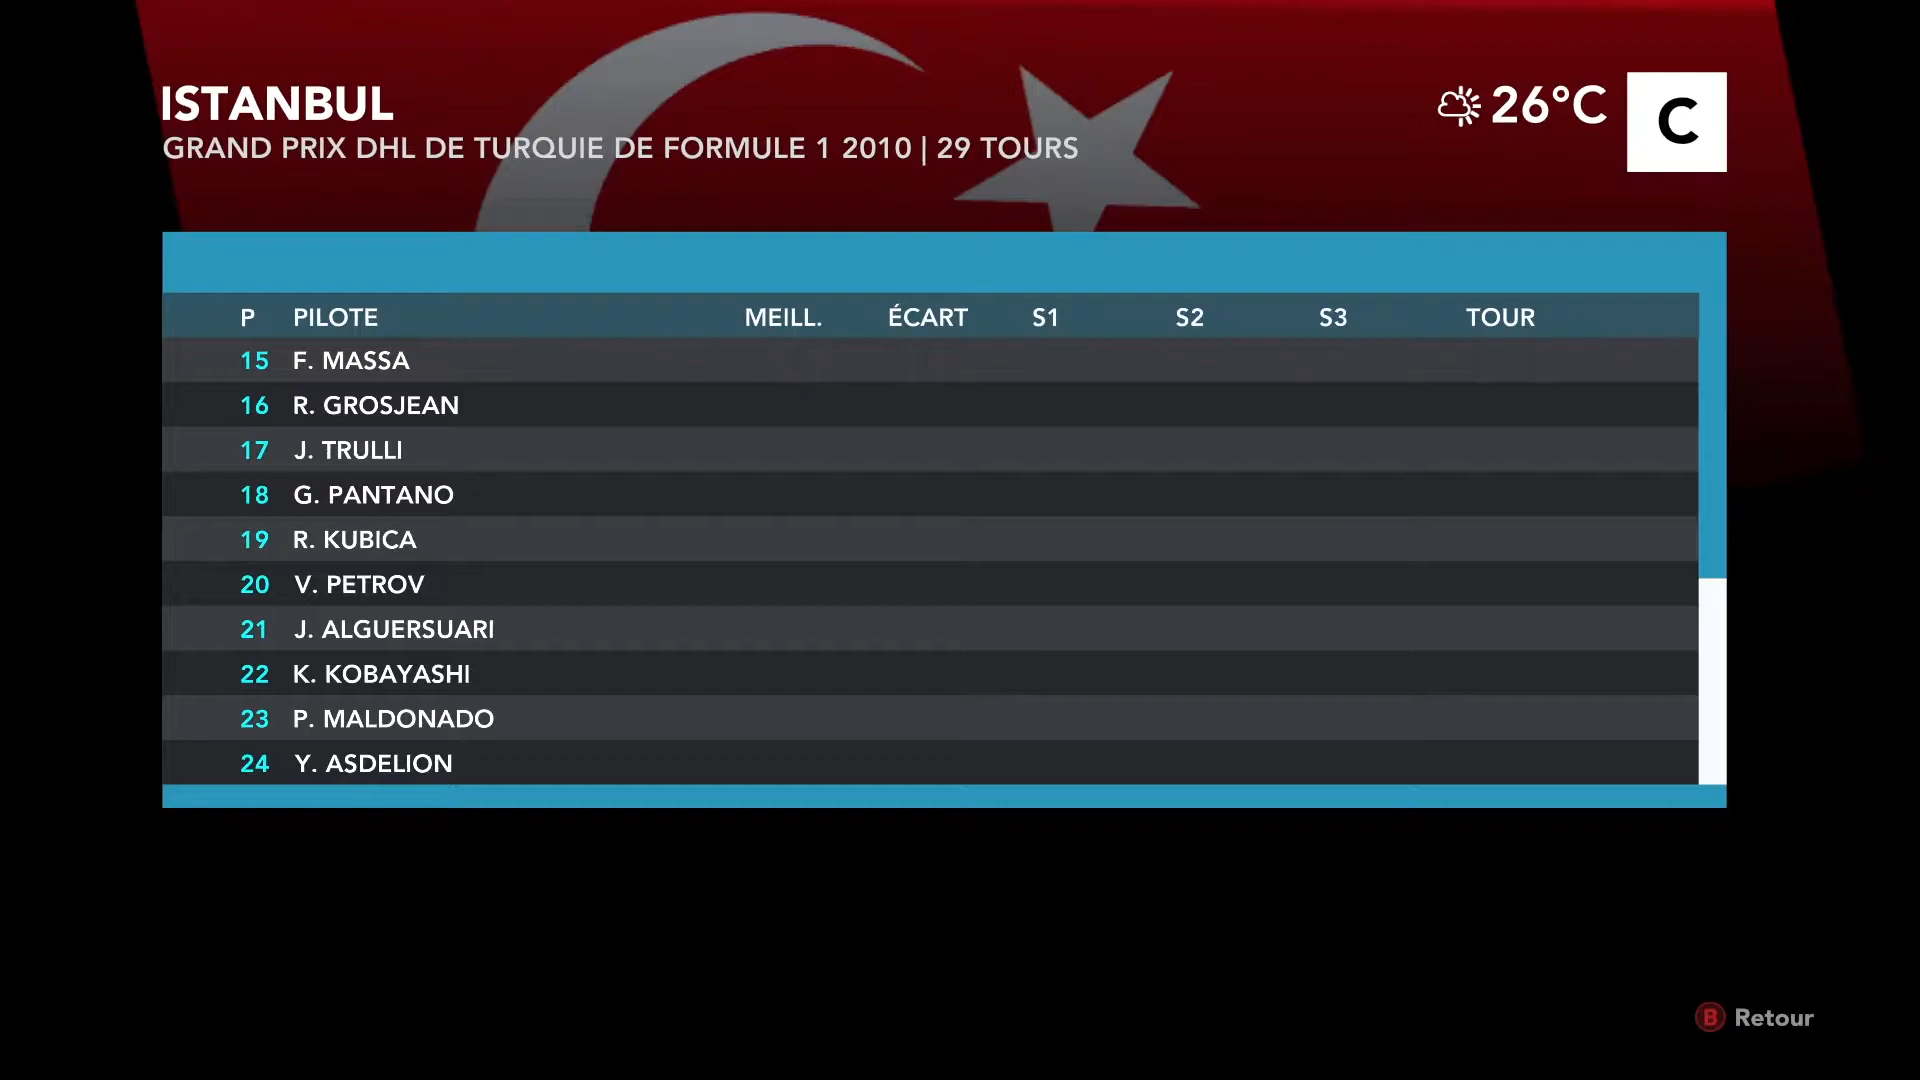 ISTANBUL
GRAND PRIX DHL DE TURQUIE DE FORMULE 1 2010 | 29 TOURS
26°C
C
P PILOTE MEILL. ÉCART S1 S2 S3 TOUR
15 F. MASSA
16 R. GROSJEAN
17 J. TRULLI
18 G. PANTANO
19 R. KUBICA
20 V. PETROV
21 J. ALGUERSUARI
22 K. KOBAYASHI
23 P. MALDONADO
24 Y. ASDELION
B Retour